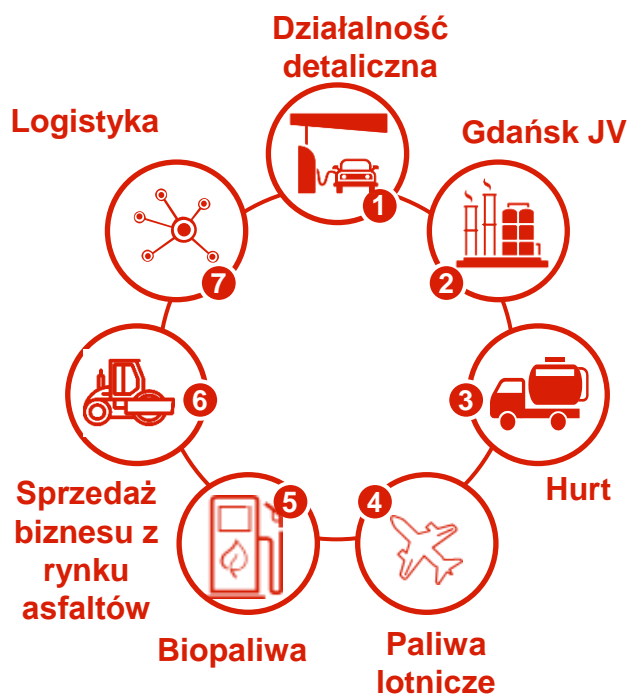 Działalność
detaliczna
1
Gdańsk JV
2
3
Hurt
4
Paliwa
lotnicze
5
Biopaliwa
6
Sprzedaż
biznesu z
rynku
asfaltów
Logistyka
7